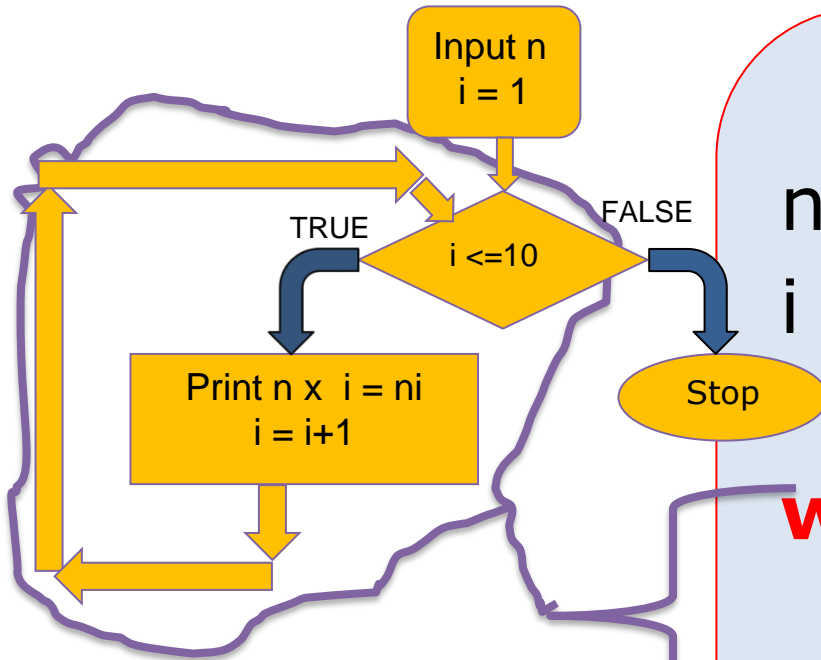 Input n
i = 1
TRUE
FALSE
i <=10
Print n x i = ni
i = i+1
Stop
n
i